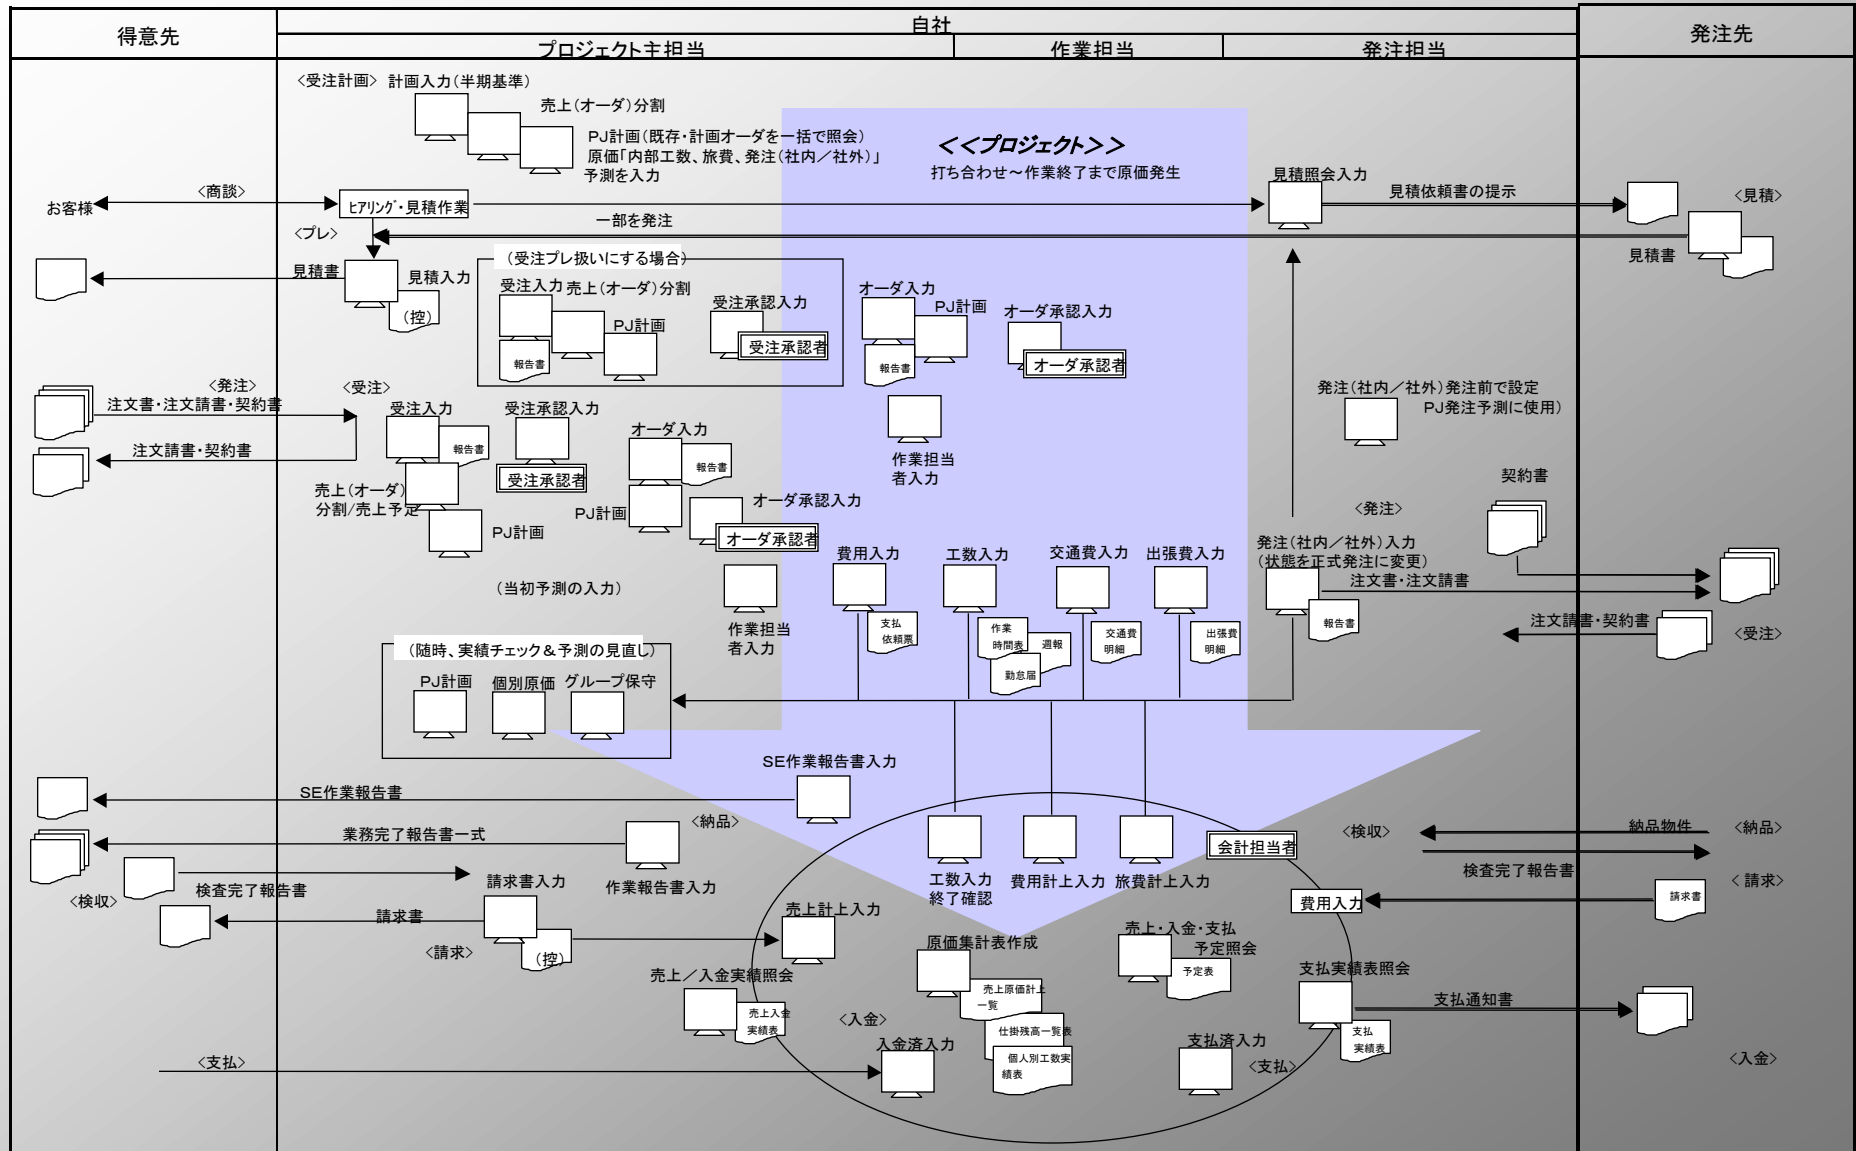 得意先
自社
発注先
プロジェクト主担当
作業担当
発注担当
<受注計画> 計画入力(半期基準)
売上(オーダ)分割
PJ計画(既存・計画オーダを一括で照会)
原価「内部工数、旅費、発注(社内/社外)」
予測を入力
<<プロジェクト>>
打ち合わせ～作業終了まで原価発生
お客様
<商談>
ヒアリング・見積作業
見積照会入力
見積依頼書の提示
<見積>
一部を発注
<プレ>
見積書
見積書
見積入力
(控)
(受注プレ扱いにする場合)
受注入力
売上(オーダ)分割
PJ計画
報告書
受注承認入力
受注承認者
オーダ入力
PJ計画
報告書
オーダ承認入力
オーダ承認者
作業担当
者入力
発注(社内/社外)発注前で設定
PJ発注予測に使用)
<発注>
注文書・注文請書・契約書
<受注>
注文請書・契約書
受注入力
報告書
売上(オーダ)
分割/売上予定
PJ計画
受注承認入力
受注承認者
オーダ入力
報告書
PJ計画
オーダ承認入力
オーダ承認者
(当初予測の入力)
作業担当
者入力
契約書
<発注>
発注(社内/社外)入力
(状態を正式発注に変更)
注文書・注文請書
報告書
注文請書・契約書
<受注>
費用入力
支払
依頼票
工数入力
作業
時間表
週報
勤怠届
交通費入力
交通費
明細
出張費入力
出張費
明細
(随時、実績チェック&予測の見直し)
PJ計画
個別原価
グループ保守
SE作業報告書入力
SE作業報告書
<納品>
業務完了報告書一式
作業報告書入力
工数入力
終了確認
費用計上入力
旅費計上入力
会計担当者
<検収>
納品物件
<納品>
検査完了報告書
<検収>
検査完了報告書
請求書入力
請求書
<請求>
(控)
売上計上入力
費用入力
<請求>
請求書
売上/入金実績照会
売上入金
実績表
原価集計表作成
売上原価計上
一覧
仕掛残高一覧表
個人別工数実
績表
売上・入金・支払
予定照会
予定表
支払実績表照会
支払
実績表
支払通知書
<入金>
入金済入力
支払済入力
<支払>
<支払>
<入金>